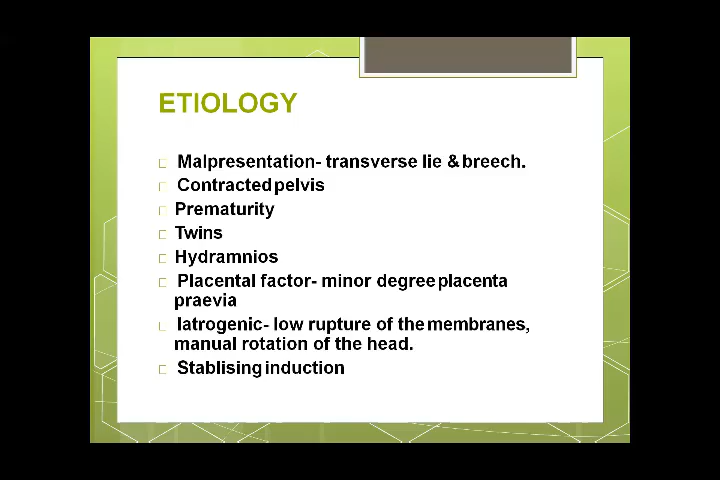 ETIOLOGY
Malpresentation- transverse lie & breech.
Contracted pelvis
Prematurity
Twins
Hydramnios
Placental factor- minor degree placenta
praevia
Iatrogenic- low rupture of the membranes,
manual rotation of the head.
Stablising induction